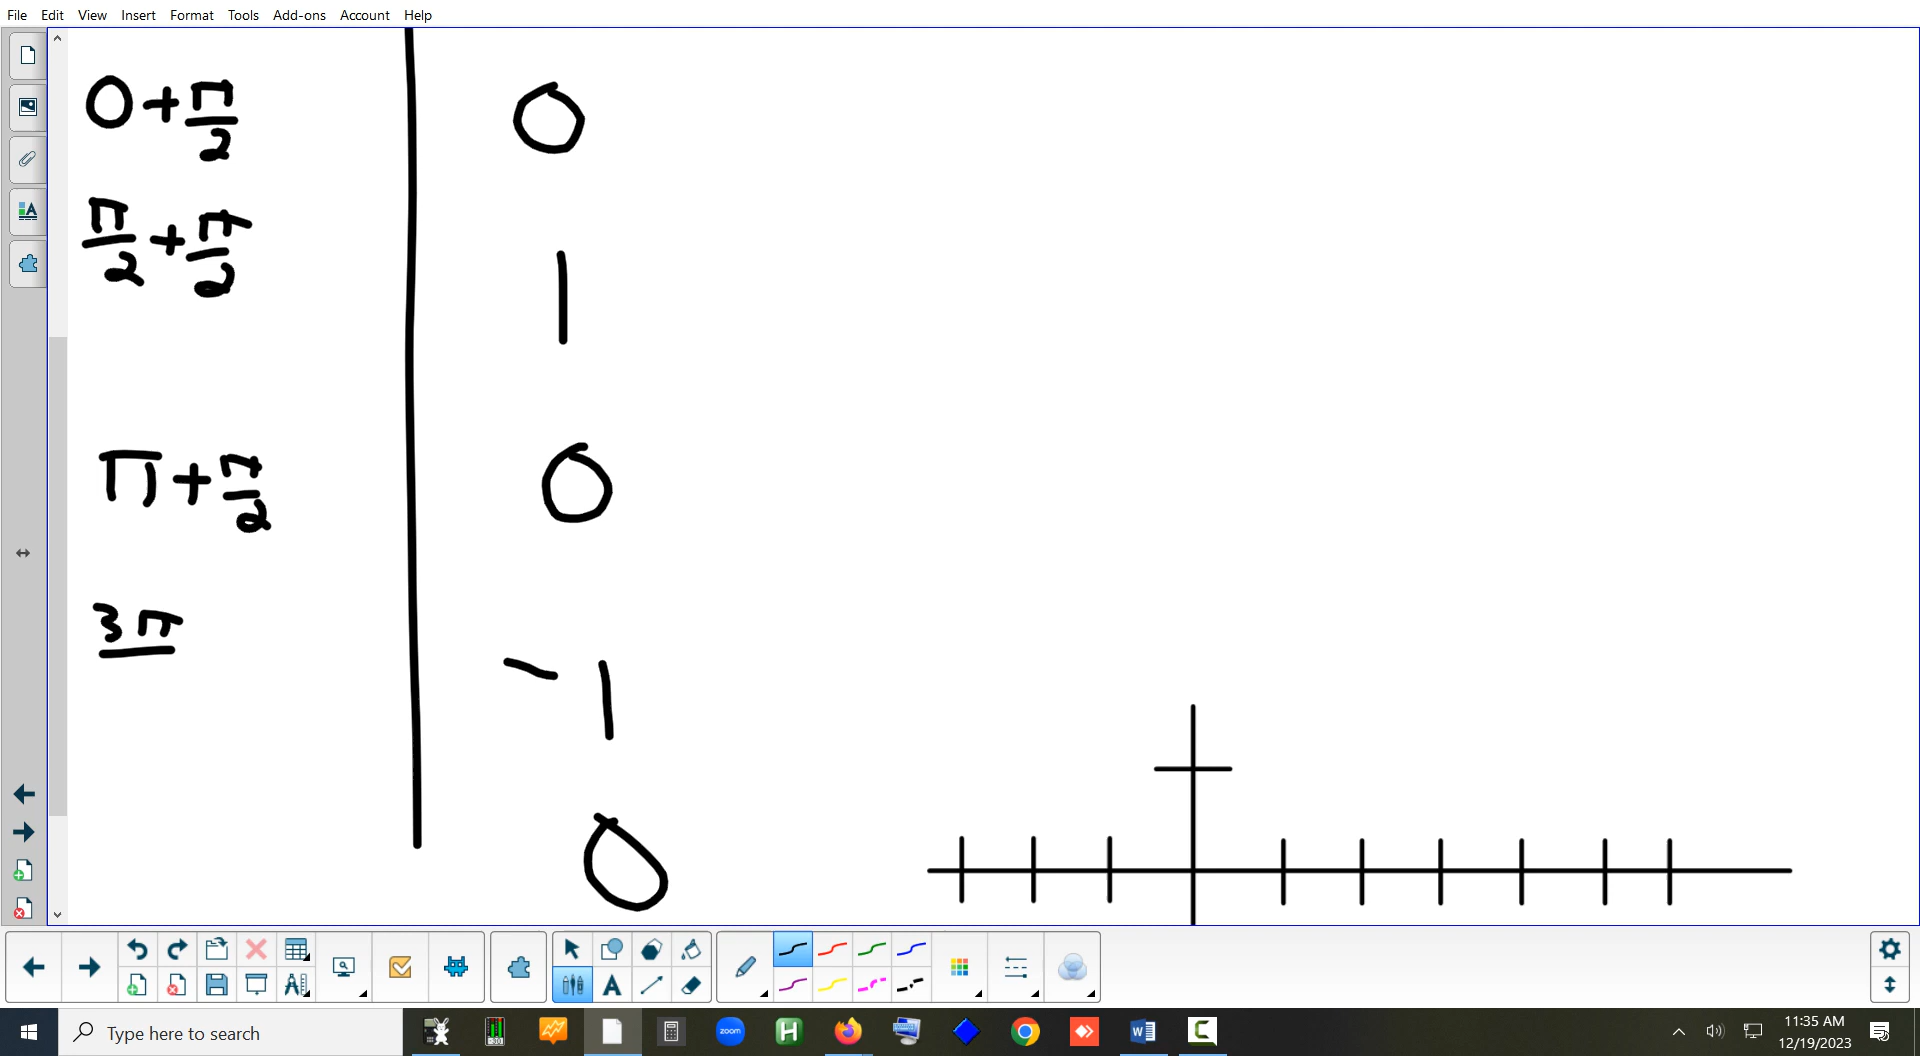 File Edit View Insert Format Tools Add-ons Account Help
0 + π/2 0
π/2 + π/2 1
π + π/2 0
3π
-1
0
A
Type here to search
zoom
H
W
C
11:35 AM
12/19/2023